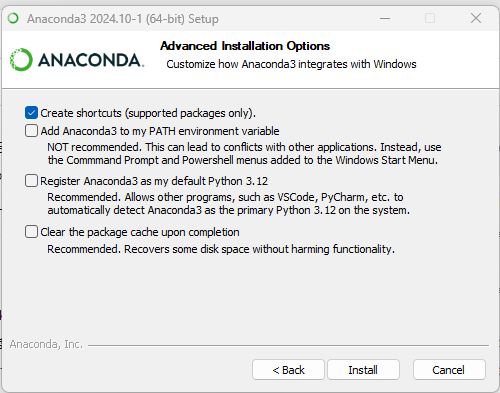 Anaconda3 2024.10-1 (64-bit) Setup
ANACONDA.
Advanced Installation Options
Customize how Anaconda3 integrates with Windows
Create shortcuts (supported packages only).
Add Anaconda3 to my PATH environment variable
NOT recommended. This can lead to conflicts with other applications. Instead, use
the Commmand Prompt and Powershell menus added to the Windows Start Menu.
Register Anaconda3 as my default Python 3.12
Recommended. Allows other programs, such as VSCode, PyCharm, etc. to
automatically detect Anaconda3 as the primary Python 3.12 on the system.
Clear the package cache upon completion
Recommended. Recovers some disk space without harming functionality.
Anaconda, Inc.
< Back
Install
Cancel